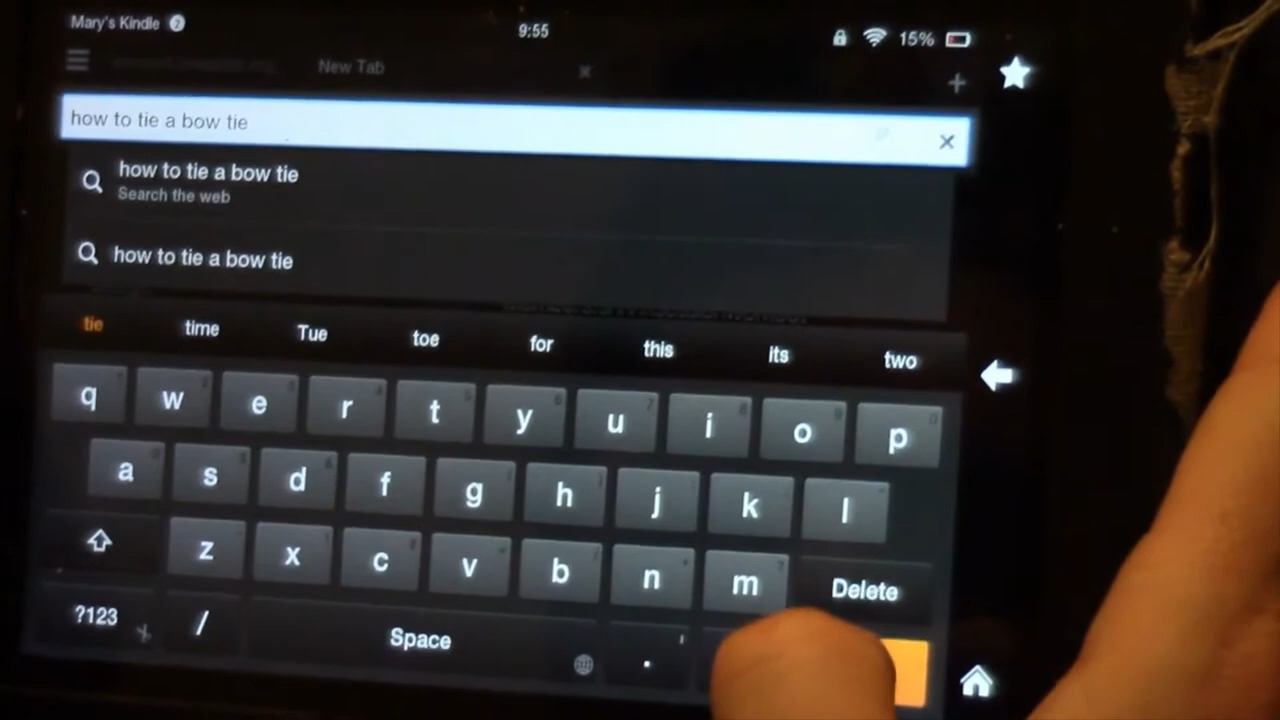 Mary's Kindle 2
9:55
15%
New Tab
how to tie a bow tie
how to tie a bow tie
Search the web
how to tie a bow tie
tie time Tue toe for this its two
q w e r t y u i o p
a s d f g h j k l
z x c v b n m Delete
?123 / Space .